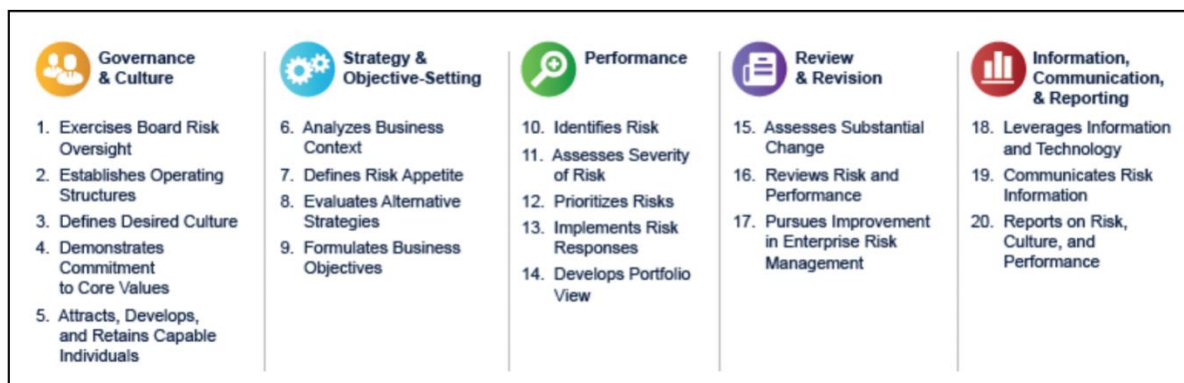 Governance
& Culture
1. Exercises Board Risk
Oversight
2. Establishes Operating
Structures
3. Defines Desired Culture
4. Demonstrates
Commitment
to Core Values
5. Attracts, Develops,
and Retains Capable
Individuals
Strategy &
Objective-Setting
6. Analyzes Business
Context
7. Defines Risk Appetite
8. Evaluates Alternative
Strategies
9. Formulates Business
Objectives
Performance
10. Identifies Risk
11. Assesses Severity
of Risk
12. Prioritizes Risks
13. Implements Risk
Responses
14. Develops Portfolio
View
Review
& Revision
15. Assesses Substantial
Change
16. Reviews Risk and
Performance
17. Pursues Improvement
in Enterprise Risk
Management
Information,
Communication,
& Reporting
18. Leverages Information
and Technology
19. Communicates Risk
Information
20. Reports on Risk,
Culture, and
Performance